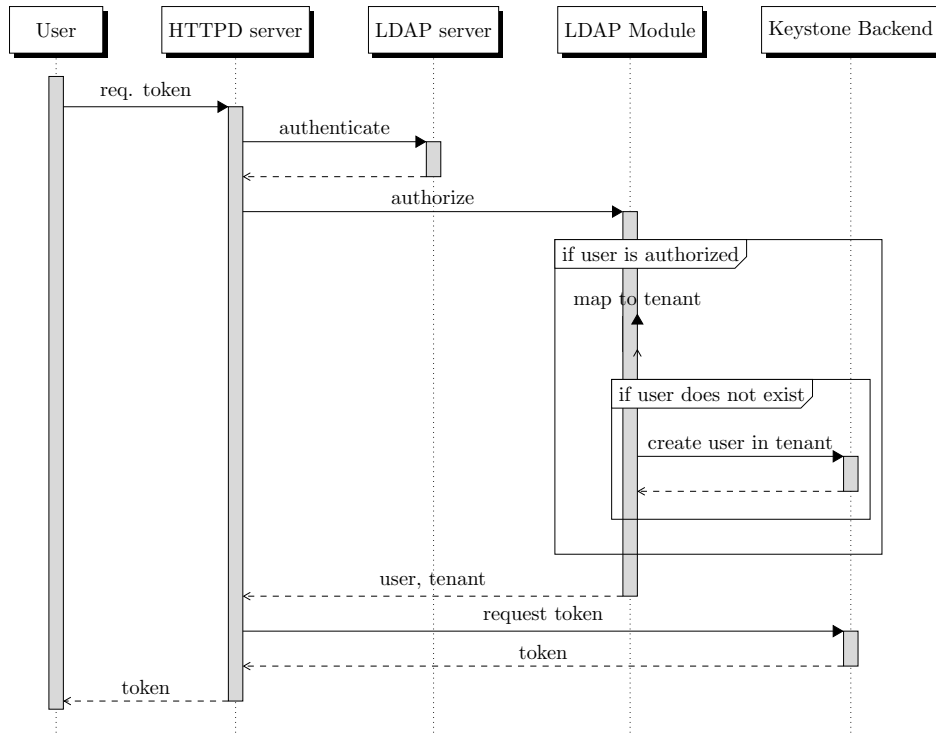 User
HTTPD server
LDAP server
LDAP Module
Keystone Backend
req. token
authenticate
authorize
if user is authorized
map to tenant
if user does not exist
create user in tenant
user, tenant
request token
token
token